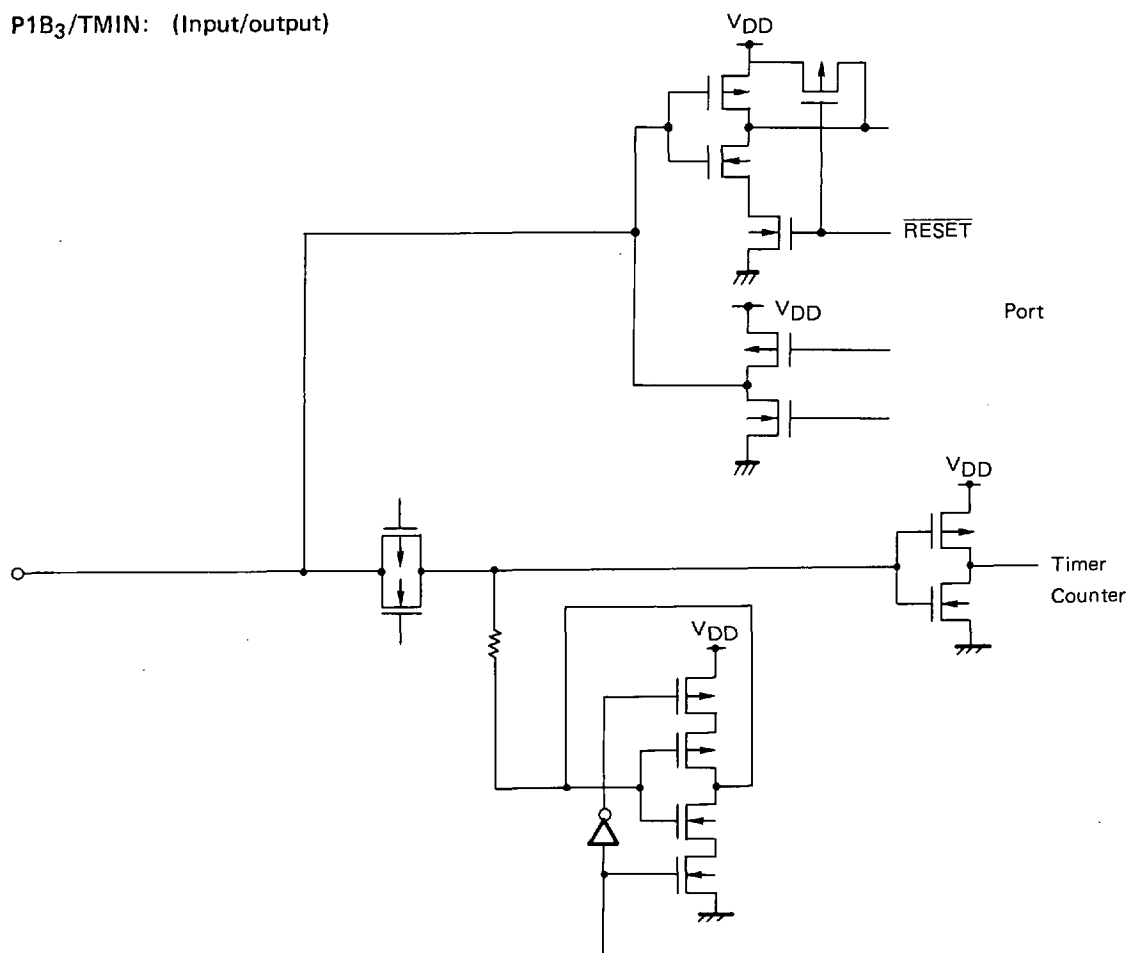 P1B3/TMIN: (Input/output)
VDD
RESET
VDD
Port
VDD
Timer
Counter
VDD